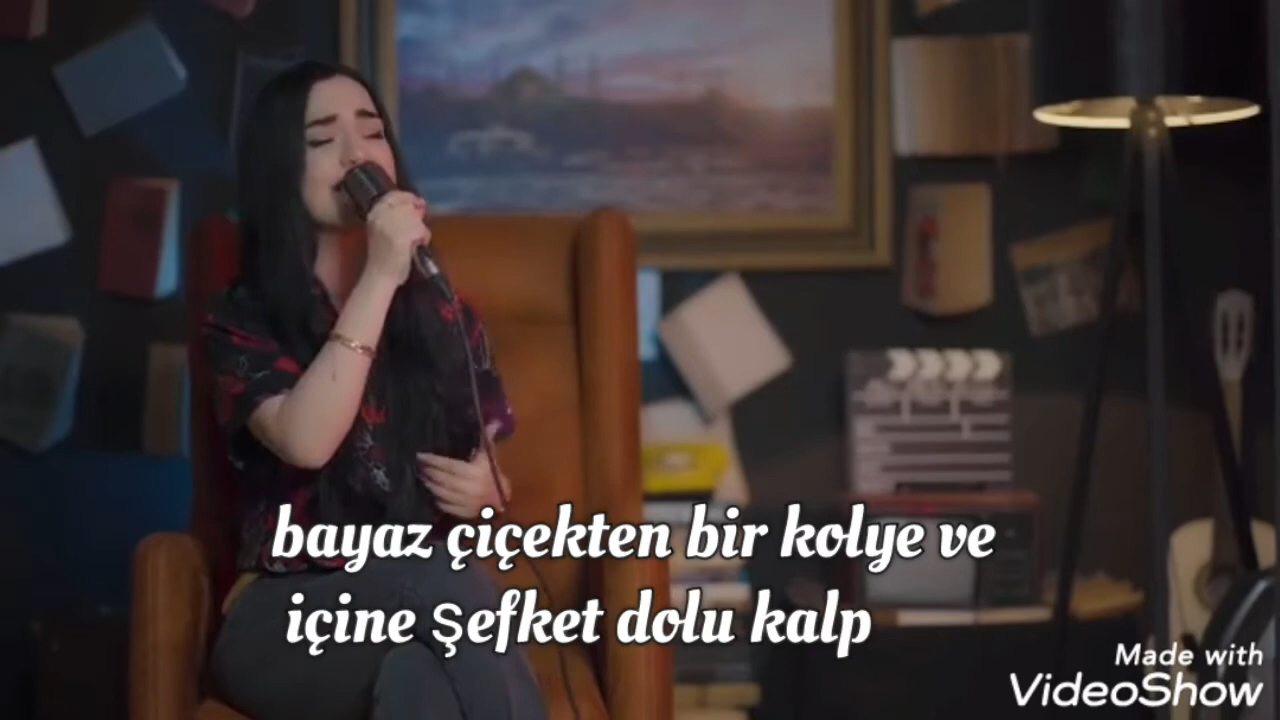 bayaz çiçekten bir kolye ve
içine Şefket dolu kalp
Made with
VideoShow